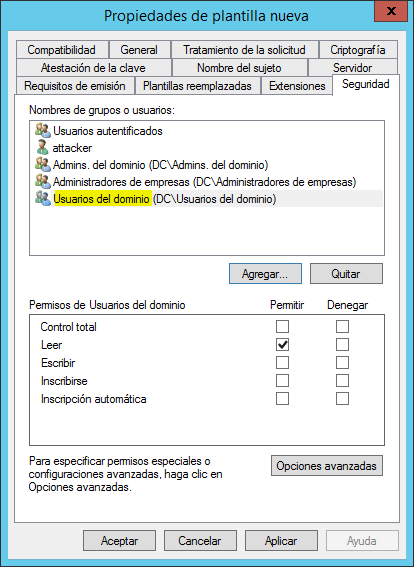 Propiedades de plantilla nueva
x
Compatibilidad General Tratamiento de la solicitud Criptografía
Atestación de la clave Nombre del sujeto Servidor
Requisitos de emisión Plantillas reemplazadas Extensiones Seguridad
Nombres de grupos o usuarios:
Usuarios autentificados
attacker
Admins. del dominio (DC\Admins. del dominio)
Administradores de empresas (DC\Administradores de empresas)
Usuarios del dominio (DC\Usuarios del dominio)
Agregar... Quitar
Permisos de Usuarios del dominio Permitir Denegar
Control total
Leer
Escribir
Inscribirse
Inscripción automática
Para especificar permisos especiales o
configuraciones avanzadas, haga clic en
Opciones avanzadas.
Opciones avanzadas
Aceptar Cancelar Aplicar Ayuda